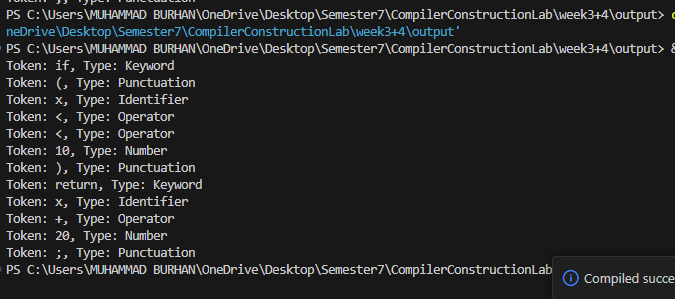 PS C:\Users\MUHAMMAD BURHAN\OneDrive\Desktop\Semester7\CompilerConstructionLab\week3+4\output>
neDrive\Desktop\Semester7\CompilerConstructionLab\week3+4\output'
PS C:\Users\MUHAMMAD BURHAN\OneDrive\Desktop\Semester7\CompilerConstructionLab\week3+4\output> &
Token: if, Type: Keyword
Token: (, Type: Punctuation
Token: x, Type: Identifier
Token: <, Type: Operator
Token: <, Type: Operator
Token: 10, Type: Number
Token: ), Type: Punctuation
Token: return, Type: Keyword
Token: x, Type: Identifier
Token: +, Type: Operator
Token: 20, Type: Number
Token: ;, Type: Punctuation
PS C:\Users\MUHAMMAD BURHAN\OneDrive\Desktop\Semester7\CompilerConstructionLab
Compiled succe